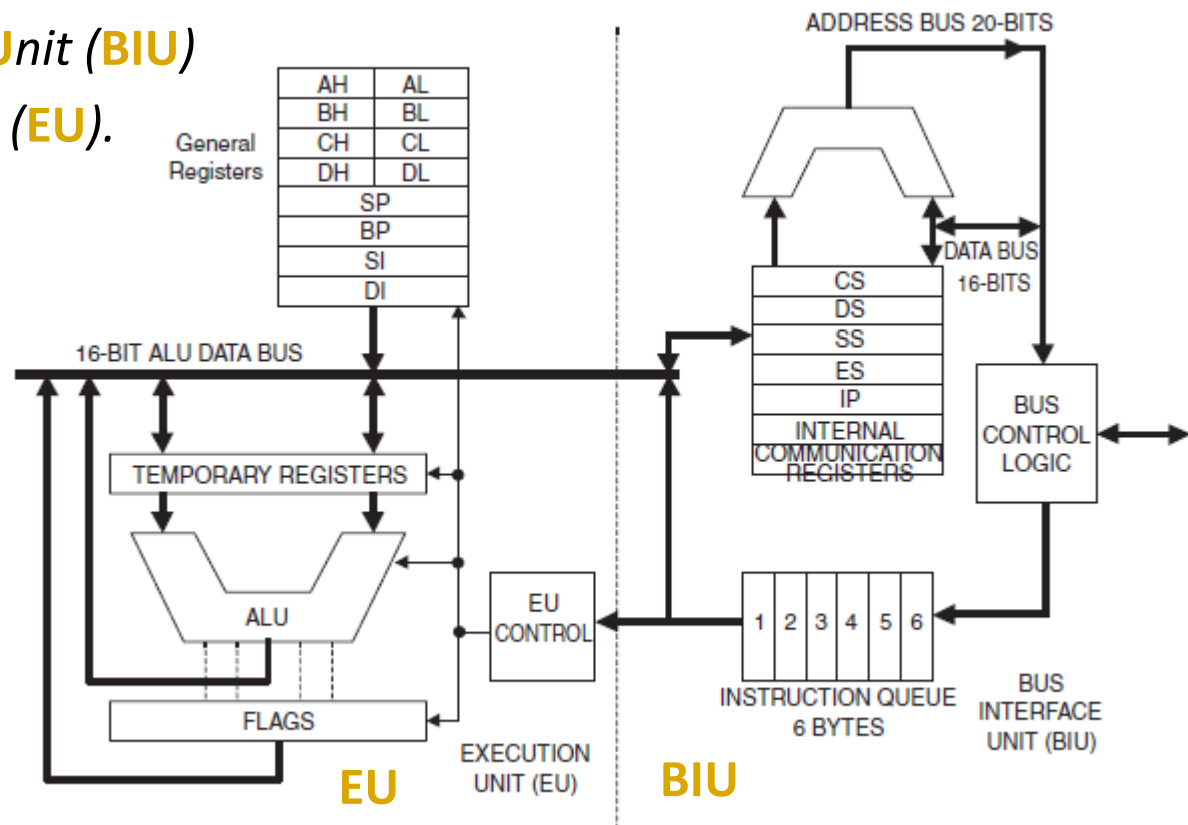 Unit (BIU)
(EU).
General
Registers
AH AL
BH BL
CH CL
DH DL
SP
BP
SI
DI
16-BIT ALU DATA BUS
TEMPORARY REGISTERS
ALU
FLAGS
EU
CONTROL
EXECUTION
UNIT (EU)
EU
ADDRESS BUS 20-BITS
DATA BUS
16-BITS
CS
DS
SS
ES
IP
INTERNAL
COMMUNICATION
REGISTERS
BUS
CONTROL
LOGIC
1 2 3 4 5 6
INSTRUCTION QUEUE
6 BYTES
BUS
INTERFACE
UNIT (BIU)
BIU